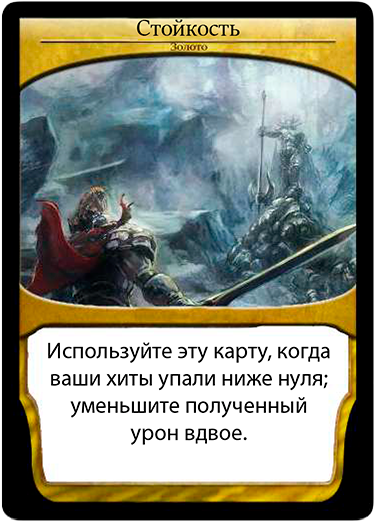 Стойкость
Золото
Используйте эту карту, когда
ваши хиты упали ниже нуля;
уменьшите полученный
урон вдвое.